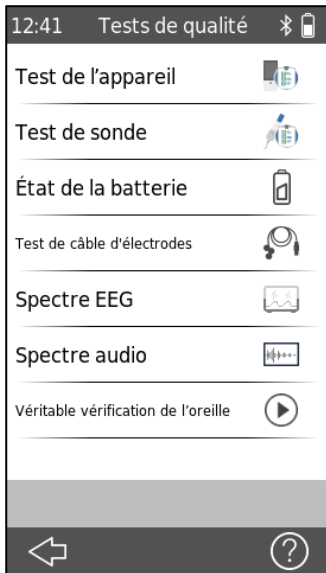 12:41 Tests de qualité
Test de l’appareil
Test de sonde
État de la batterie
Test de câble d'électrodes
Spectre EEG
Spectre audio
Véritable vérification de l’oreille
?